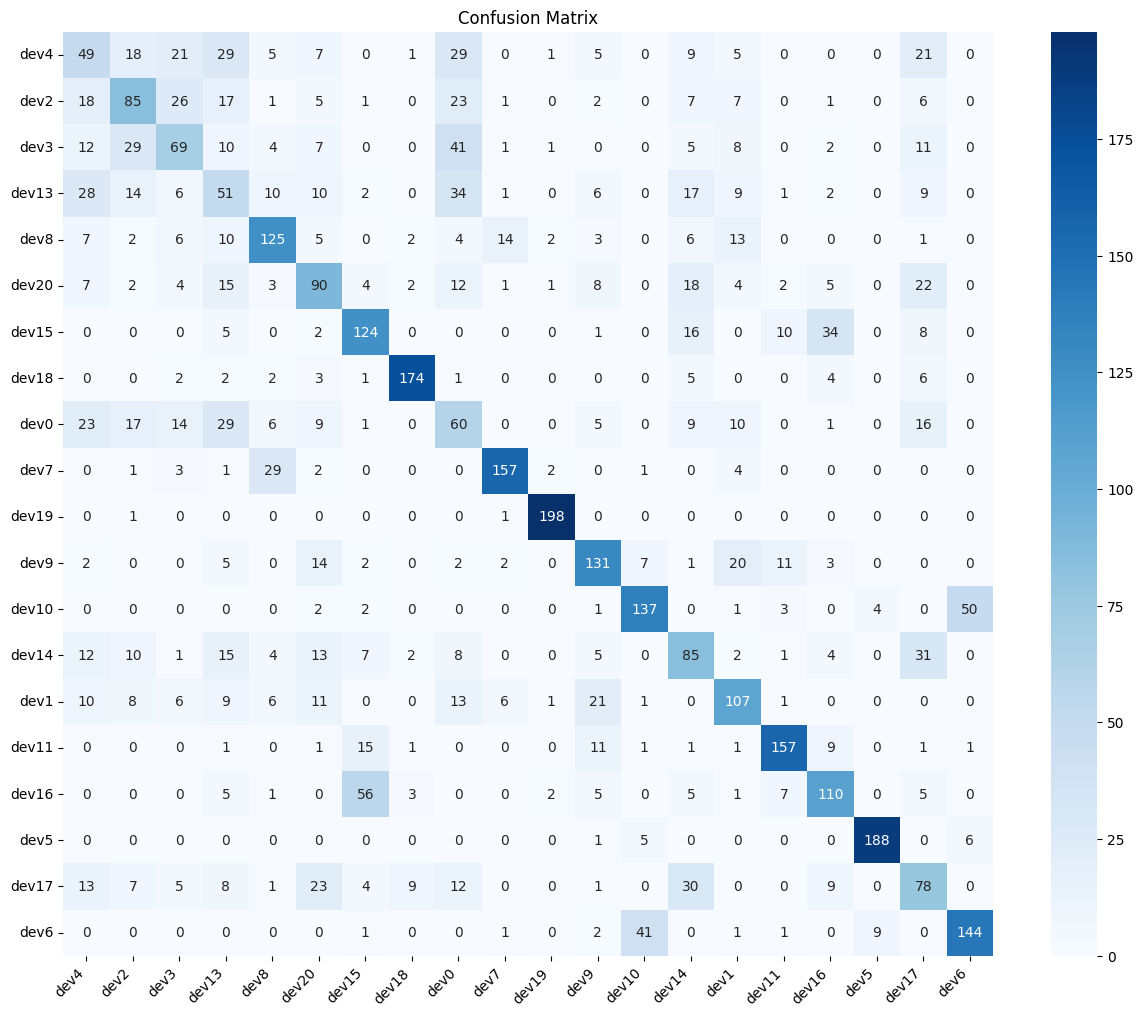 Confusion Matrix
dev4 49 18 21 29 5 7 0 1 29 0 1 5 0 9 5 0 0 0 21 0
dev2 18 85 26 17 1 5 1 0 23 1 0 2 0 7 7 0 1 0 6 0
dev3 12 29 69 10 4 7 0 0 41 1 1 0 0 5 8 0 2 0 11 0
dev13 28 14 6 51 10 10 2 0 34 1 0 6 0 17 9 1 2 0 9 0
dev8 7 2 6 10 125 5 0 2 4 14 2 3 0 6 13 0 0 0 1 0
dev20 7 2 4 15 3 90 4 2 12 1 1 8 0 18 4 2 5 0 22 0
dev15 0 0 0 5 0 2 124 0 0 0 0 1 0 16 0 10 34 0 8 0
dev18 0 0 2 2 2 3 1 174 1 0 0 0 0 5 0 0 4 0 6 0
dev0 23 17 14 29 6 9 1 0 60 0 0 5 0 9 10 0 1 0 16 0
dev7 0 1 3 1 29 2 0 0 0 157 2 0 1 0 4 0 0 0 0 0
dev19 0 1 0 0 0 0 0 0 0 1 198 0 0 0 0 0 0 0 0 0
dev9 2 0 0 5 0 14 2 0 2 2 0 131 7 1 20 11 3 0 0 0
dev10 0 0 0 0 0 2 2 0 0 0 0 1 137 0 1 3 0 4 0 50
dev14 12 10 1 15 4 13 7 2 8 0 0 5 0 85 2 1 4 0 31 0
dev1 10 8 6 9 6 11 0 0 13 6 1 21 1 0 107 1 0 0 0 0
dev11 0 0 0 1 0 1 15 1 0 0 0 11 1 1 1 157 9 0 1 1
dev16 0 0 0 5 1 0 56 3 0 0 2 5 0 5 1 7 110 0 5 0
dev5 0 0 0 0 0 0 0 0 0 0 0 1 5 0 0 0 0 188 0 6
dev17 13 7 5 8 1 23 4 9 12 0 0 1 0 30 0 0 9 0 78 0
dev6 0 0 0 0 0 0 1 0 0 1 0 2 41 0 1 1 0 9 0 144
dev4 dev2 dev3 dev13 dev8 dev20 dev15 dev18 dev0 dev7 dev19 dev9 dev10 dev14 dev1 dev11 dev16 dev5 dev17 dev6
175
150
125
100
75
50
25
0